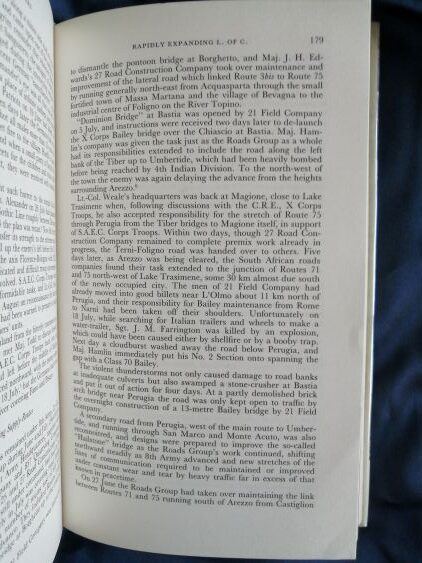 RAPIDLY EXPANDING L. OF C. 179
to dismantle the pontoon bridge at Borghetto, and Maj. J. H. Ed-
wards's 27 Road Construction Company took over maintenance and
improvement of the lateral road which linked Route 3bis to Route 75
by running generally north-east from Acquasparta through the small
fortified town of Massa Martana and the village of Bevagna to the
industrial centre of Foligno on the River Topino.
"Dominion Bridge" at Bastia was opened by 21 Field Company
on 5 July, and instructions were received two days later to de-launch
the X Corps Bailey bridge over the Chiascio at Bastia. Maj. Ham-
lin's company was given the task just as the Roads Group as a whole
had its responsibilities extended to include the road along the left
bank of the Tiber up to Umbertide, which had been heavily bombed
before being reached by 4th Indian Division. To the north-west of
the town the enemy was again delaying the advance from the heights
surrounding Arezzo.
Lt.-Col. Weale's headquarters was back at Magione, close to Lake
Trasimene when, following discussions with the C.R.E., X Corps
Troops, he also accepted responsibility for the stretch of Route 75
through Perugia from the Tiber bridges to Magione itself, in support
of S.A.E.C. Corps Troops. Within two days, though 27 Road Con-
struction Company remained to complete premix work already in
progress, the Terni-Foligno road was handed over to others. Five
days later, as Arezzo was being cleared, the South African roads
companies found their task extended to the junction of Routes 71
and 75 north-west of Lake Trasimene, some 30 km almost due south
of the newly occupied city. The men of 21 Field Company had
already moved into good billets near L'Olmo about 11 km north of
Perugia, and their responsibility for Bailey maintenance from Rome
to Narni had been taken off their shoulders. Unfortunately on
18 July, while searching for Italian trailers and wheels to make a
water-trailer, Sgt. J. M. Farrington was killed by an explosion,
which could have been caused either by shellfire or by a booby trap.
Next day a cloudburst washed away the road below Perugia, and
Maj. Hamlin immediately put his No. 2 Section onto spanning the
gap with a Class 70 Bailey.
The violent thunderstorms not only caused damage to road banks
at inadequate culverts but also swamped a stone-crusher at Bastia
and put it out of action for four days. At a partly demolished brick
arch bridge near Perugia the road was only kept open to traffic by
the overnight construction of a 13-metre Bailey bridge by 21 Field
Company.
A secondary road from Perugia, west of the main route to Umber-
tide, and running through San Marco and Monte Acuto, was also
reconnoitred, and designs were prepared to improve the so-called
"Hailstone" bridge as the Roads Group's work continued, shifting
northward steadily as 8th Army advanced and new stretches of the
lines of communication required to be maintained or improved
under constant wear and tear by heavy traffic far in excess of that
known in peacetime.
On 27 June the Roads Group had taken over maintaining the link
between Routes 71 and 75 running south of Arezzo from Castiglion